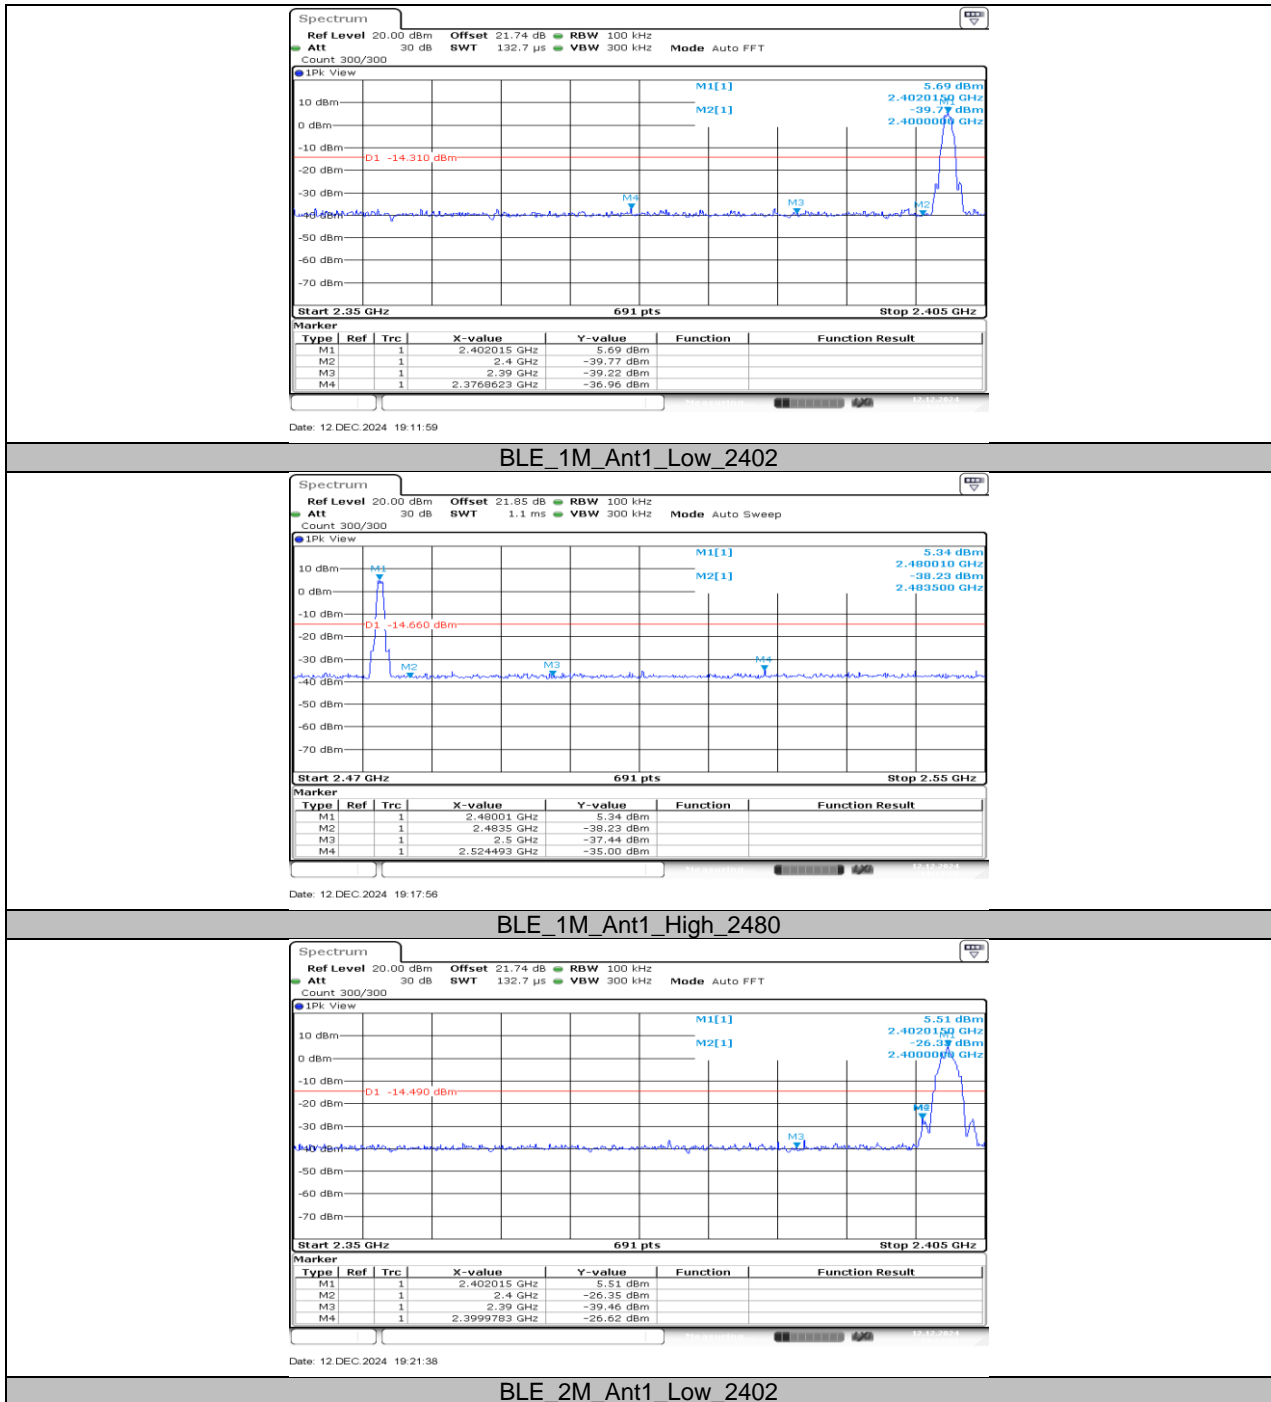 Spectrum
Ref Level 20.00 dBm Offset 21.74 dB RBW 100 kHz
Att 30 dB SWT 132.7 µs VBW 300 kHz Mode Auto FFT
Count 300/300
1Pk View
M1[1] 5.69 dBm
2.4020150 GHz
M2[1] -39.77 dBm
2.4000000 GHz
M1
10 dBm
0 dBm
-10 dBm
D1 -14.310 dBm
-20 dBm
-30 dBm
M4
M3
M2
-40 dBm
-50 dBm
-60 dBm
-70 dBm
Start 2.35 GHz 691 pts Stop 2.405 GHz
Marker
Type Ref Trc X-value Y-value Function Function Result
M1 1 2.402015 GHz 5.69 dBm
M2 1 2.4 GHz -39.77 dBm
M3 1 2.39 GHz -39.22 dBm
M4 1 2.3768623 GHz -36.96 dBm
Date: 12.DEC.2024 19:11:59
BLE_1M_Ant1_Low_2402
Spectrum
Ref Level 20.00 dBm Offset 21.85 dB RBW 100 kHz
Att 30 dB SWT 1.1 ms VBW 300 kHz Mode Auto Sweep
Count 300/300
1Pk View
M1[1] 5.34 dBm
2.480010 GHz
M2[1] -38.23 dBm
2.483500 GHz
10 dBm
M1
0 dBm
-10 dBm
D1 -14.660 dBm
-20 dBm
-30 dBm
M2
M3
M4
-40 dBm
-50 dBm
-60 dBm
-70 dBm
Start 2.47 GHz 691 pts Stop 2.55 GHz
Marker
Type Ref Trc X-value Y-value Function Function Result
M1 1 2.48001 GHz 5.34 dBm
M2 1 2.4835 GHz -38.23 dBm
M3 1 2.5 GHz -37.44 dBm
M4 1 2.524493 GHz -35.00 dBm
Date: 12.DEC.2024 19:17:56
BLE_1M_Ant1_High_2480
Spectrum
Ref Level 20.00 dBm Offset 21.74 dB RBW 100 kHz
Att 30 dB SWT 132.7 µs VBW 300 kHz Mode Auto FFT
Count 300/300
1Pk View
M1[1] 5.51 dBm
2.4020150 GHz
M2[1] -26.35 dBm
2.4000000 GHz
M1
10 dBm
0 dBm
-10 dBm
D1 -14.490 dBm
-20 dBm
-30 dBm
M3
-40 dBm
-50 dBm
-60 dBm
-70 dBm
Start 2.35 GHz 691 pts Stop 2.405 GHz
Marker
Type Ref Trc X-value Y-value Function Function Result
M1 1 2.402015 GHz 5.51 dBm
M2 1 2.4 GHz -26.35 dBm
M3 1 2.39 GHz -39.46 dBm
M4 1 2.3999783 GHz -26.62 dBm
Date: 12.DEC.2024 19:21:38
BLE_2M_Ant1_Low_2402